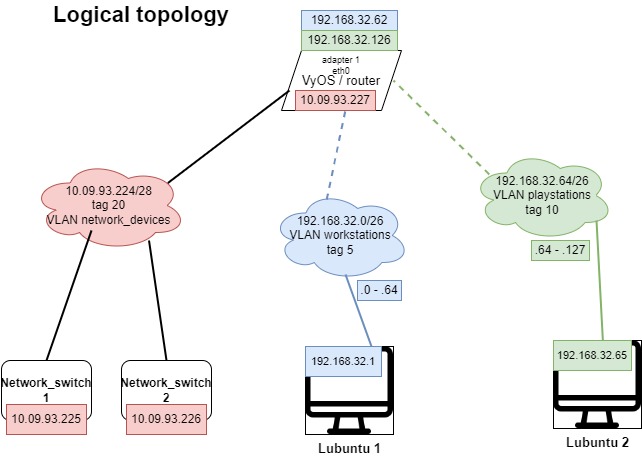 Logical topology
192.168.32.62
192.168.32.126
adapter 1
eth0
VyOS / router
10.09.93.227
10.09.93.224/28
tag 20
VLAN network_devices
192.168.32.0/26
VLAN workstations
tag 5
192.168.32.64/26
VLAN playstations
tag 10
.0 - .64
.64 - .127
Network_switch
1
10.09.93.225
Network_switch
2
10.09.93.226
192.168.32.1
Lubuntu 1
192.168.32.65
Lubuntu 2